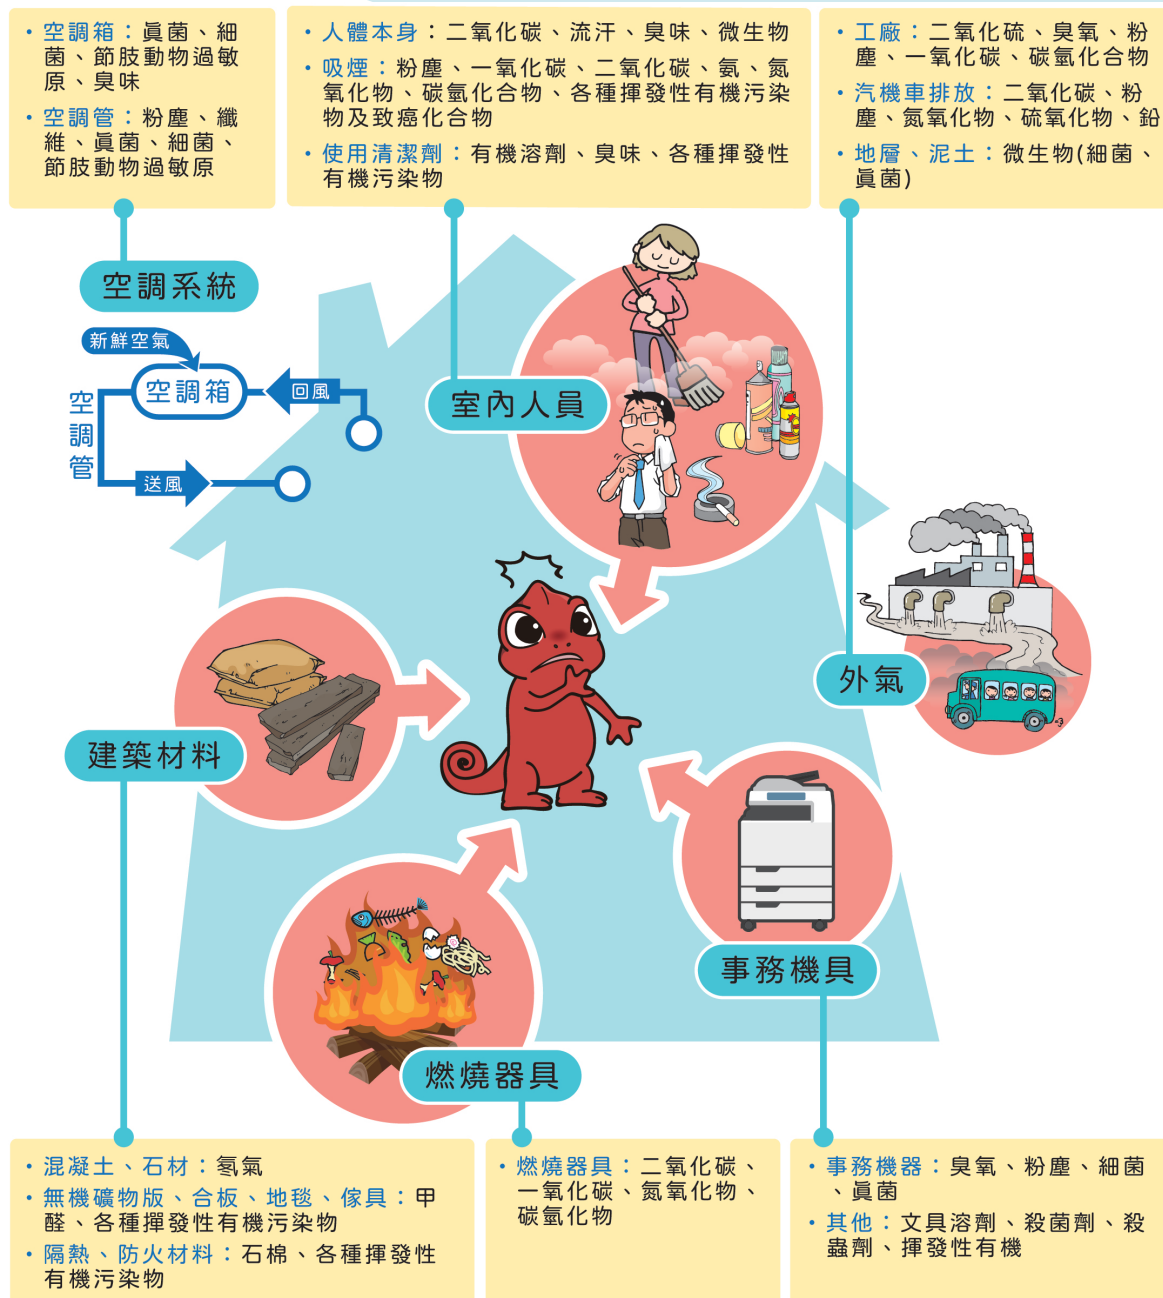 ・空調箱：真菌、細
菌、節肢動物過敏
原、臭味
・空調管：粉塵、纖
維、真菌、細菌、
節肢動物過敏原
・人體本身：二氧化碳、流汗、臭味、微生物
・吸煙：粉塵、一氧化碳、二氧化碳、氨、氮
氧化物、碳氫化合物、各種揮發性有機污染
物及致癌化合物
・使用清潔劑：有機溶劑、臭味、各種揮發性
有機污染物
・工廠：二氧化硫、臭氧、粉
塵、一氧化碳、碳氫化合物
・汽機車排放：二氧化碳、粉
塵、氮氧化物、硫氧化物、鉛
・地層、泥土：微生物(細菌、
真菌)
空調系統
新鮮空氣
空調箱
回風
空調管
送風
室內人員
外氣
建築材料
事務機具
燃燒器具
・混凝土、石材：氡氣
・無機礦物版、合板、地毯、傢具：甲
醛、各種揮發性有機污染物
・隔熱、防火材料：石棉、各種揮發性
有機污染物
・燃燒器具：二氧化碳、
一氧化碳、氮氧化物、
碳氫化物
・事務機器：臭氧、粉塵、細菌
、真菌
・其他：文具溶劑、殺菌劑、殺
蟲劑、揮發性有機